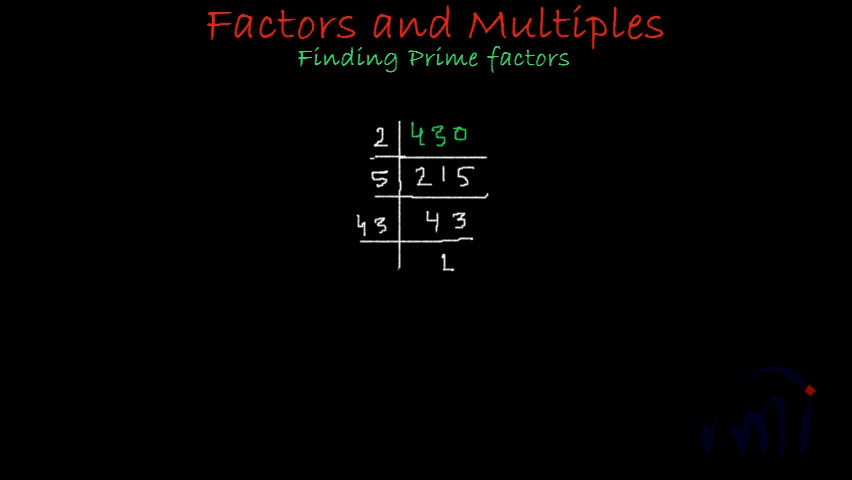 Factors and Multiples
Finding Prime factors
2 430
5 215
43 43
1